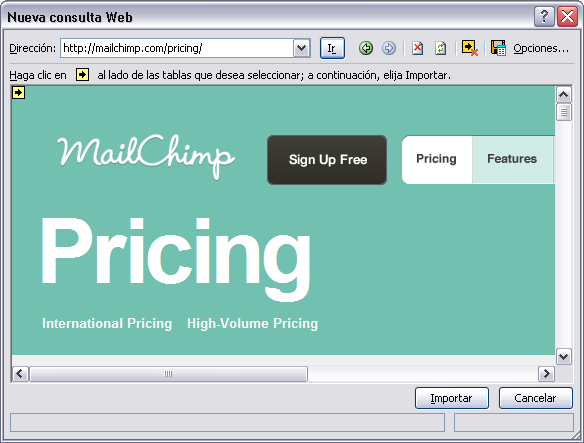 Nueva consulta Web
Dirección: http://mailchimp.com/pricing/ Ir Opciones...
Haga clic en al lado de las tablas que desea seleccionar; a continuación, elija Importar.
MailChimp Sign Up Free Pricing Features
Pricing
International Pricing High-Volume Pricing
Importar Cancelar